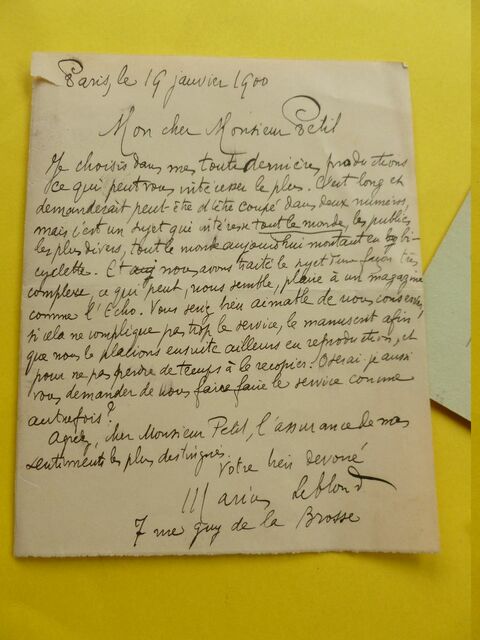 Paris, le 19 janvier 1900
Mon cher Monsieur Petit
Je choisis dans mes toutes dernières productions
ce qui peut vous intéresser le plus. C'est long et
demanderait peut-être d'être coupé dans deux numéros,
mais c'est un sujet qui intéresse tout le monde, les publics
les plus divers, tout le monde aujourd'hui montant en bi-
cyclette. Et nous avons traité le sujet d'une façon très
complexe, ce qui peut, nous semble, plaire à un magazine
comme l'Echo. Vous seriez bien aimable de nous conserver,
si cela ne complique pas trop le service, le manuscrit afin
que nous le placions ensuite ailleurs en reproduction, et
pour ne pas perdre de temps à le recopier. Oserai-je aussi
vous demander de nous faire faire le service comme
autrefois?
Agréez, cher Monsieur Petit, l'assurance de mes
sentiments les plus distingués
Votre bien dévoué
Marius Leblond
7 rue guy de la Brosse